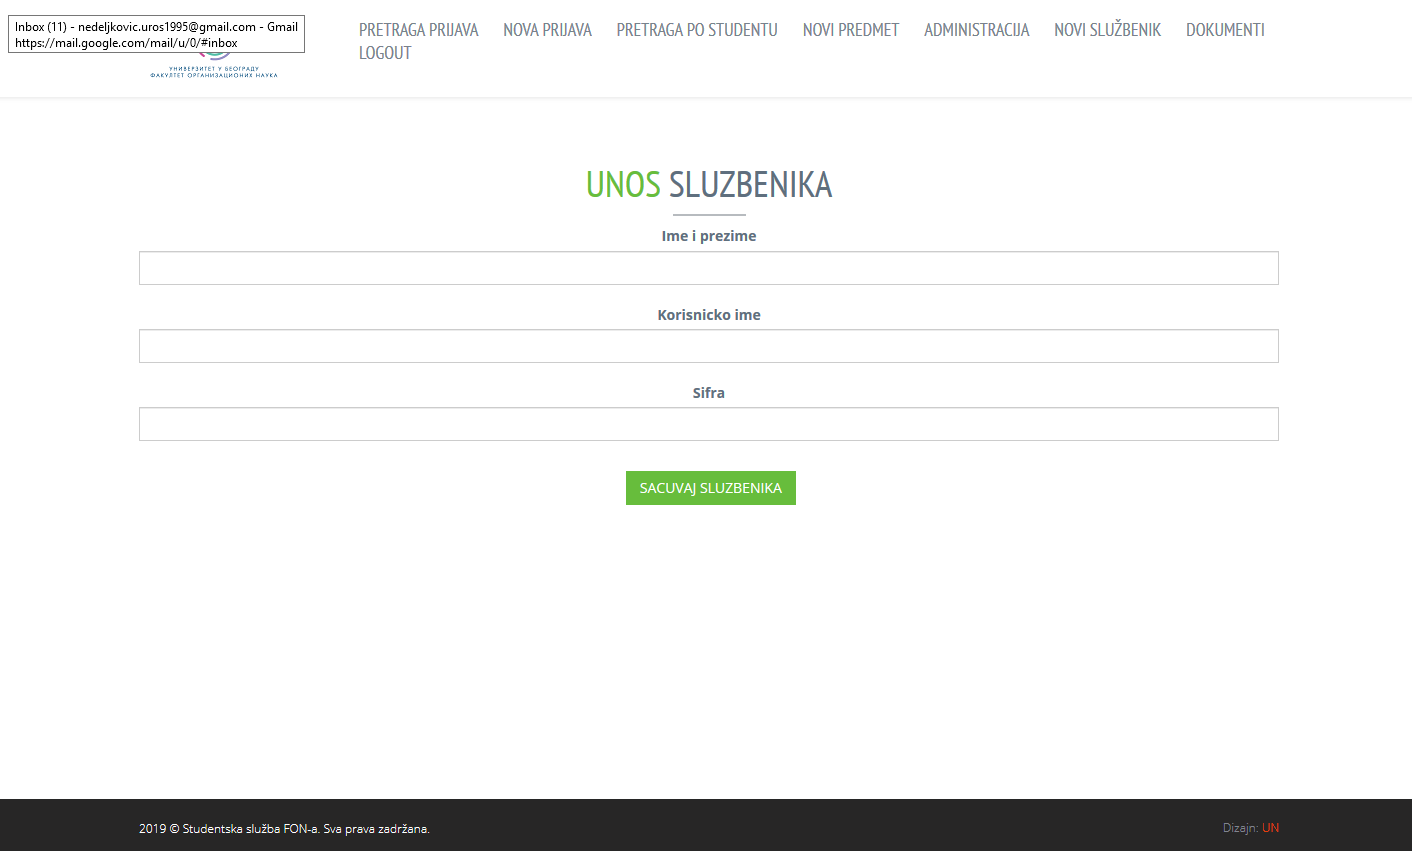 Inbox (11) - nedeljkovic.uros1995@gmail.com - Gmail
https://mail.google.com/mail/u/0/#inbox
УНИВЕРЗИТЕТ У БЕОГРАДУ
ФАКУЛТЕТ ОРГАНИЗАЦИОНИХ НАУКА
PRETRAGA PRIJAVA NOVA PRIJAVA PRETRAGA PO STUDENTU NOVI PREDMET ADMINISTRACIJA NOVI SLUŽBENIK DOKUMENTI
LOGOUT
UNOS SLUZBENIKA
Ime i prezime
Korisnicko ime
Sifra
SACUVAJ SLUZBENIKA
2019 © Studentska služba FON-a. Sva prava zadržana.
Dizajn: UN